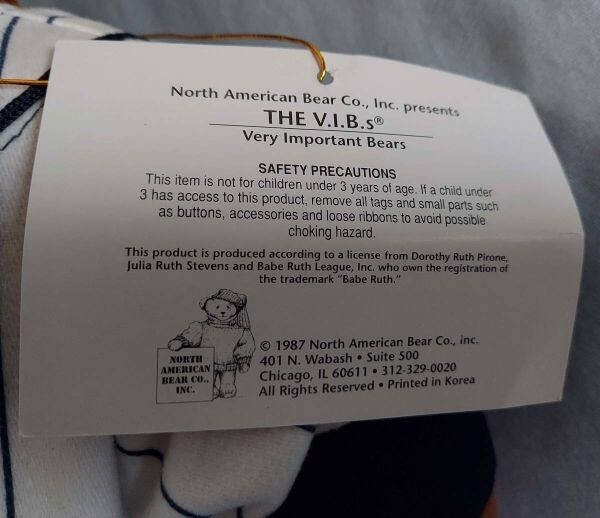 North American Bear Co., Inc. presents
THE V.I.B.s®
Very Important Bears
SAFETY PRECAUTIONS
This item is not for children under 3 years of age. If a child under
3 has access to this product, remove all tags and small parts such
as buttons, accessories and loose ribbons to avoid possible
choking hazard.
This product is produced according to a license from Dorothy Ruth Pirone,
Julia Ruth Stevens and Babe Ruth League, Inc. who own the registration of
the trademark "Babe Ruth."
NORTH
AMERICAN
BEAR CO.,
INC.
© 1987 North American Bear Co., inc.
401 N. Wabash • Suite 500
Chicago, IL 60611 • 312-329-0020
All Rights Reserved • Printed in Korea